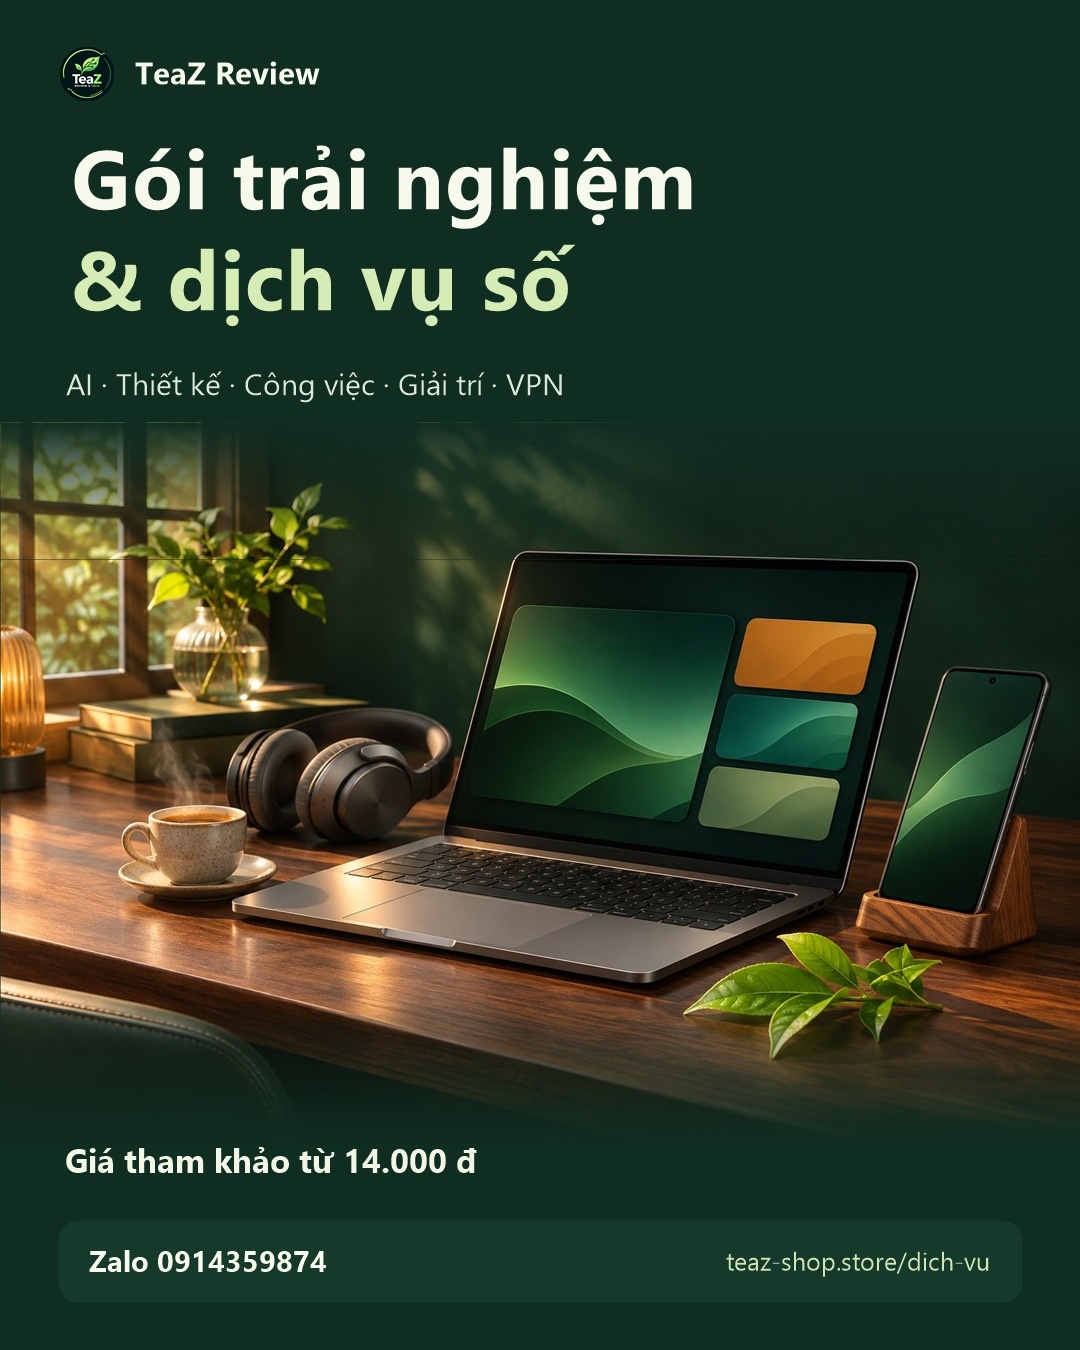 TeaZ
TeaZ Review
Gói trải nghiệm
& dịch vụ số
AI · Thiết kế · Công việc · Giải trí · VPN
Giá tham khảo từ 14.000 đ
Zalo 0914359874
teaz-shop.store/dich-vu